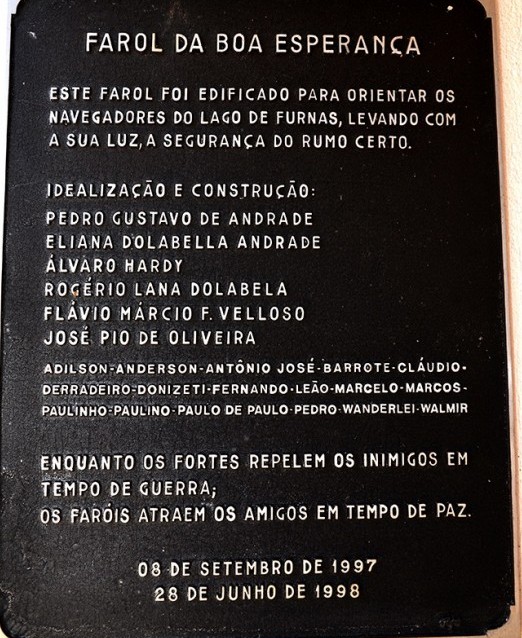 FAROL DA BOA ESPERANÇA
ESTE FAROL FOI EDIFICADO PARA ORIENTAR OS
NAVEGADORES DO LAGO DE FURNAS, LEVANDO COM
A SUA LUZ, A SEGURANÇA DO RUMO CERTO.
IDEALIZAÇÃO E CONSTRUÇÃO:
PEDRO GUSTAVO DE ANDRADE
ELIANA DOLABELLA ANDRADE
ÁLVARO HARDY
ROGÉRIO LANA DOLABELA
FLÁVIO MÁRCIO F. VELLOSO
JOSÉ PIO DE OLIVEIRA
ADILSON-ANDERSON-ANTÔNIO JOSÉ-BARROTE-CLÁUDIO-
DERRADEIRO-DONIZETI-FERNANDO-LEÃO-MARCELO-MARCOS-
PAULINHO-PAULINO-PAULO DE PAULO-PEDRO-WANDERLEI-WALMIR
ENQUANTO OS FORTES REPELEM OS INIMIGOS EM
TEMPO DE GUERRA;
OS FARÓIS ATRAEM OS AMIGOS EM TEMPO DE PAZ.
08 DE SETEMBRO DE 1997
28 DE JUNHO DE 1998